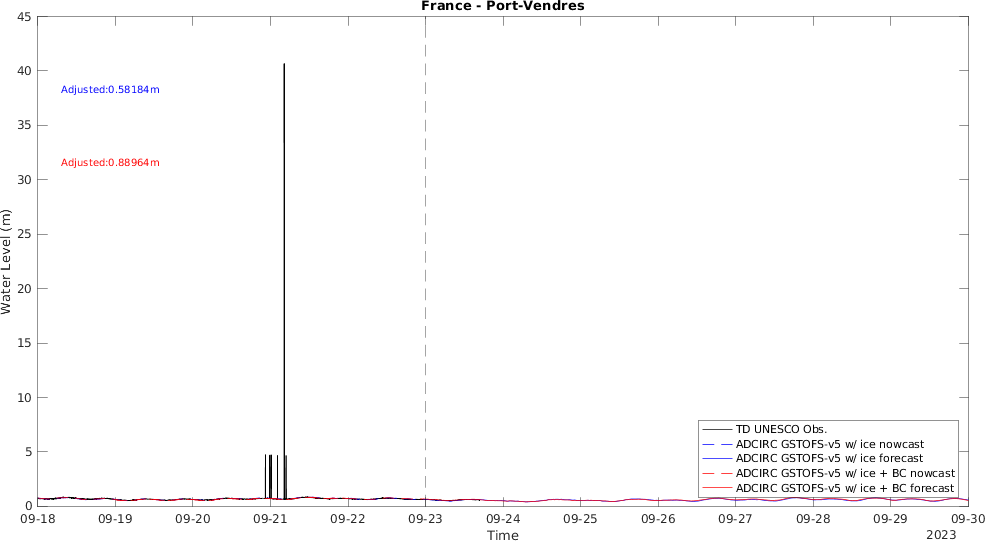 France - Port-Vendres
45
40
35
30
25
20
15
10
5
0
Water Level (m)
Adjusted:0.58184m
Adjusted:0.88964m
TD UNESCO Obs.
ADCIRC GSTOFS-v5 w/ ice nowcast
ADCIRC GSTOFS-v5 w/ ice forecast
ADCIRC GSTOFS-v5 w/ ice + BC nowcast
ADCIRC GSTOFS-v5 w/ ice + BC forecast
09-18 09-19 09-20 09-21 09-22 09-23 09-24 09-25 09-26 09-27 09-28 09-29 09-30
Time
2023